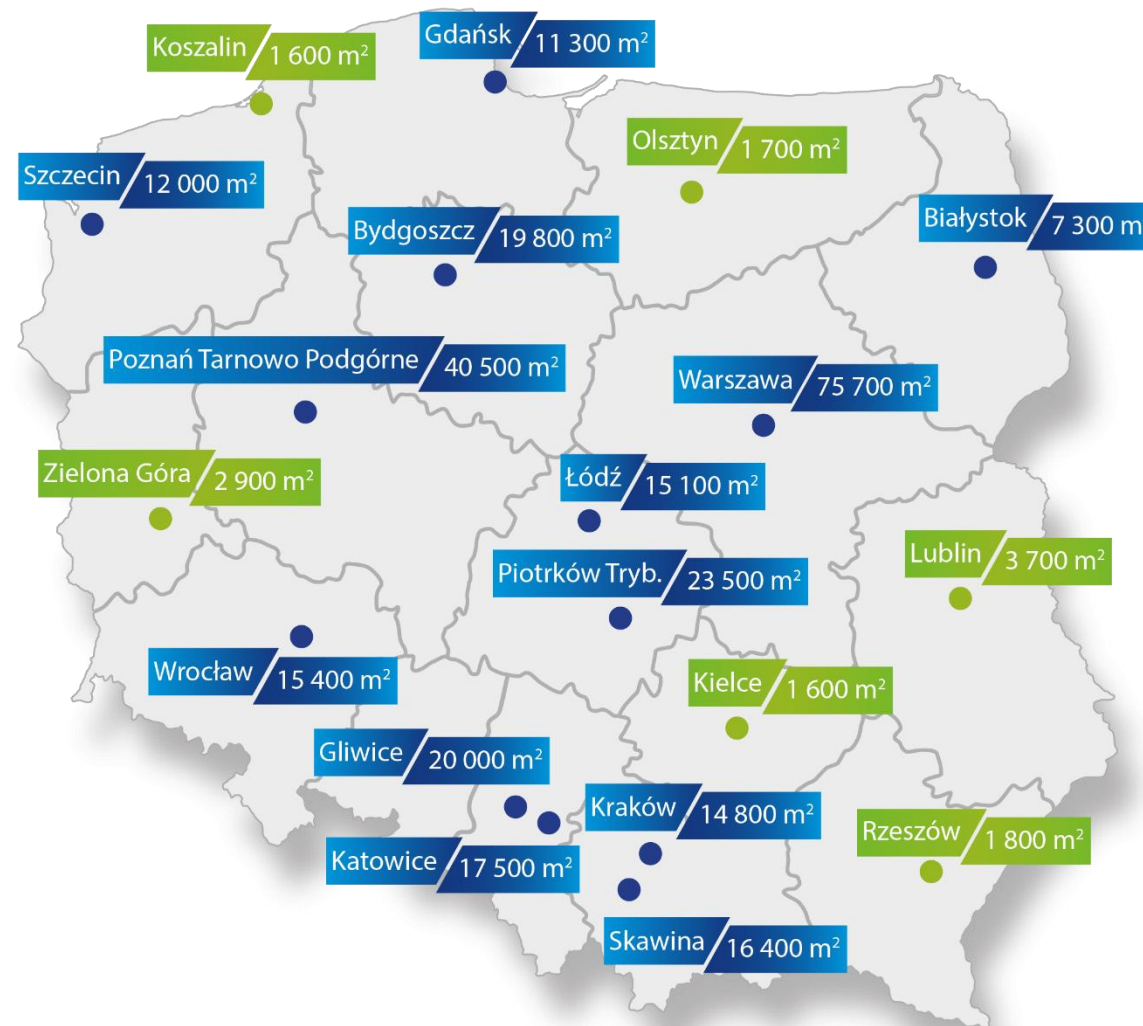 Gdańsk 11 300 m²
Koszalin 1 600 m²
Olsztyn 1 700 m²
Szczecin 12 000 m²
Bydgoszcz 19 800 m²
Białystok 7 300 m
Poznań Tarnowo Podgórne 40 500 m²
Warszawa 75 700 m²
Zielona Góra 2 900 m²
Łódź 15 100 m²
Lublin 3 700 m²
Piotrków Tryb. 23 500 m²
Wrocław 15 400 m²
Kielce 1 600 m²
Gliwice 20 000 m²
Kraków 14 800 m²
Rzeszów 1 800 m²
Katowice 17 500 m²
Skawina 16 400 m²